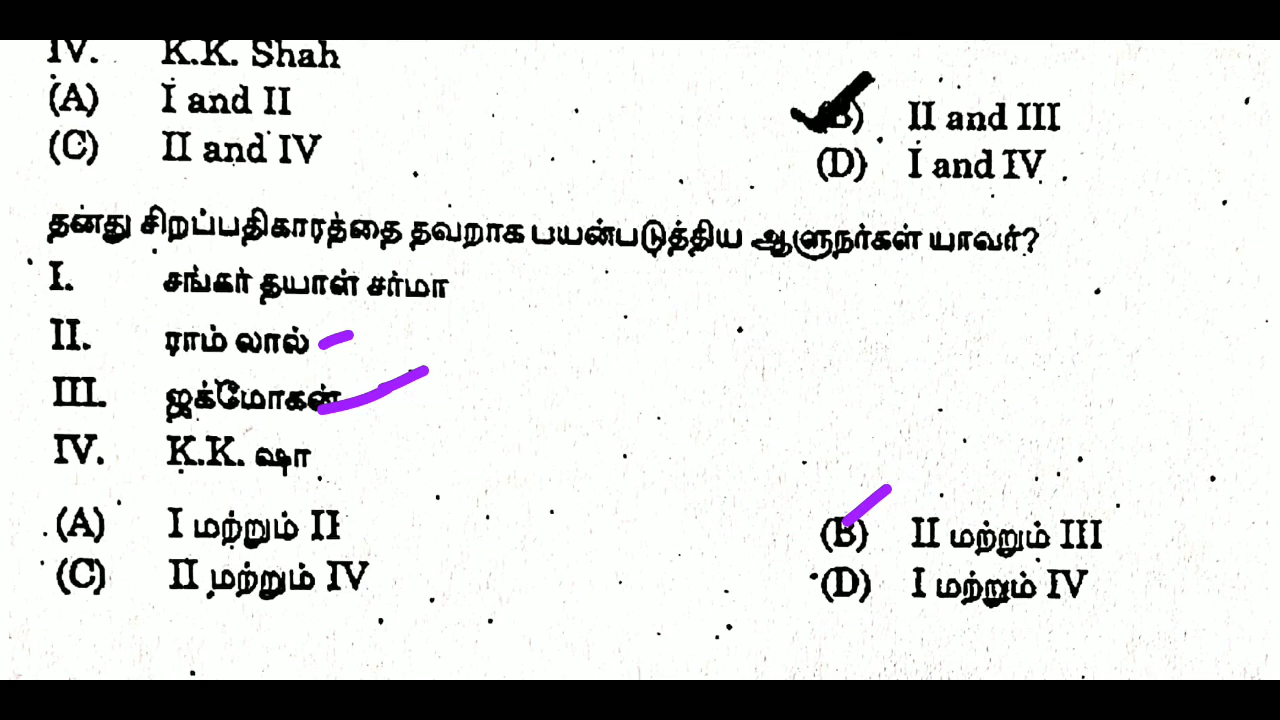 IV. K.K. Shah
(A) I and II (B) II and III
(C) II and IV (D) I and IV
தனது சிறப்பதிகாரத்தை தவறாக பயன்படுத்திய ஆளுநர்கள் யாவர்?
I. சங்கர் தயாள் சர்மா
II. ராம் லால்
III. ஜக்மோகன்
IV. K.K. ஷா
(A) I மற்றும் II (B) II மற்றும் III
(C) II மற்றும் IV (D) I மற்றும் IV